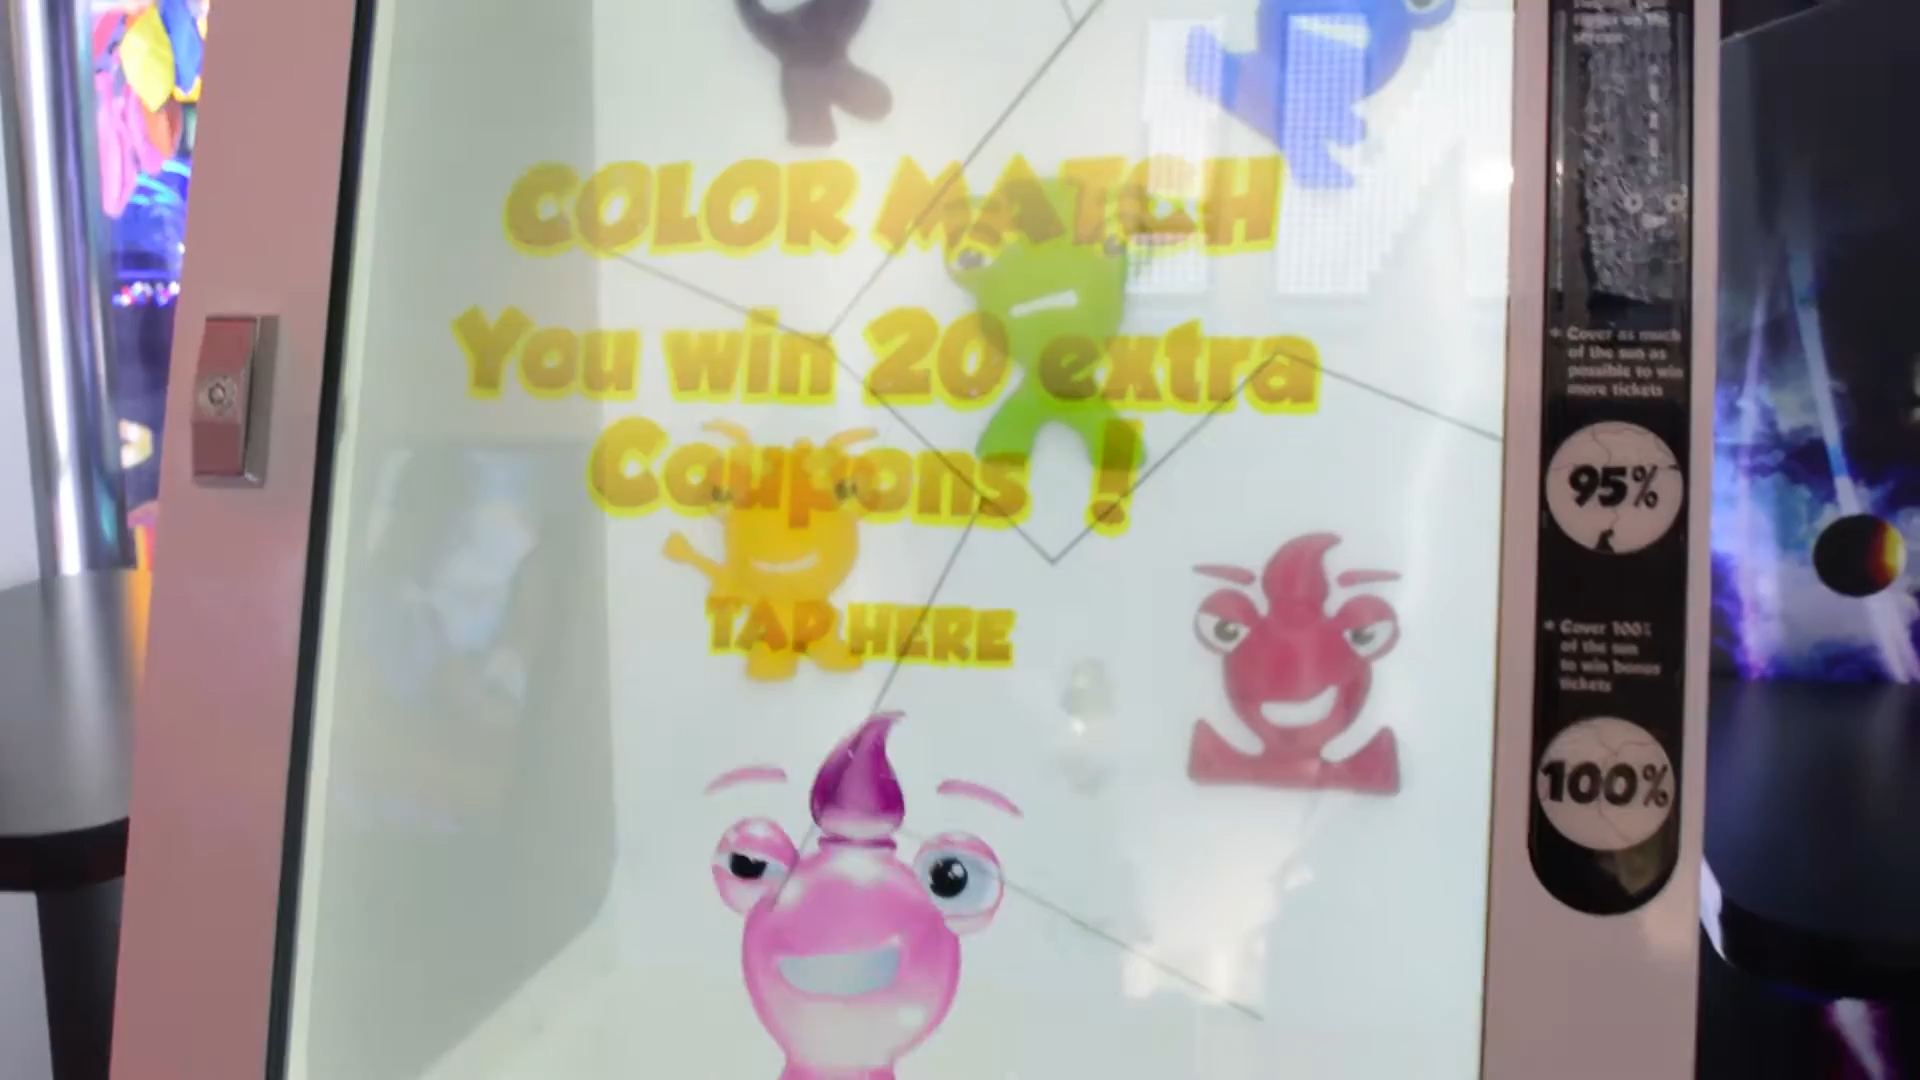 COLOR MATCH
You win 20 extra
Coupons !
TAP HERE
* Cover as much
of the sun as
possible to win
more tickets
95%
* Cover 100%
of the sun
to win bonus
tickets
100%